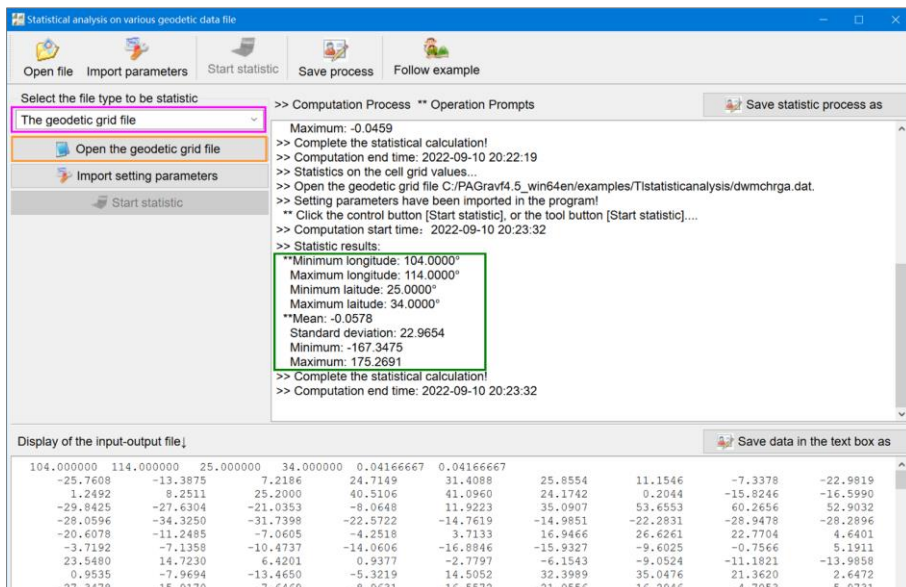 Statistical analysis on various geodetic data file
Open file Import parameters Start statistic Save process Follow example
Select the file type to be statistic
The geodetic grid file
Open the geodetic grid file
Import setting parameters
Start statistic
>> Computation Process ** Operation Prompts
Save statistic process as
Maximum: -0.0459
>> Complete the statistical calculation!
>> Computation end time: 2022-09-10 20:22:19
>> Statistics on the cell grid values...
>> Open the geodetic grid file C:/PAGravf4.5_win64en/examples/TIstatisticanalysis/dwmchrga.dat.
>> Setting parameters have been imported in the program!
** Click the control button [Start statistic], or the tool button [Start statistic]....
>> Computation start time: 2022-09-10 20:23:32
>> Statistic results:
**Minimum longitude: 104.0000°
Maximum longitude: 114.0000°
Minimum laitude: 25.0000°
Maximum laitude: 34.0000°
**Mean: -0.0578
Standard deviation: 22.9654
Minimum: -167.3475
Maximum: 175.2691
>> Complete the statistical calculation!
>> Computation end time: 2022-09-10 20:23:32
Display of the input-output file↓
Save data in the text box as
104.000000 114.000000 25.000000 34.000000 0.04166667 0.04166667
-25.7608 -13.3875 7.2186 24.7149 31.4088 25.8554 11.1546 -7.3378 -22.9819
1.2492 8.2511 25.2000 40.5106 41.0960 24.1742 0.2044 -15.8246 -16.5990
-29.8425 -27.6304 -21.0353 -8.0648 11.9223 35.0907 53.6553 60.2656 52.9032
-28.0596 -34.3250 -31.7398 -22.5722 -14.7619 -14.9851 -22.2831 -28.9478 -28.2896
-20.6078 -11.2485 -7.0605 -4.2518 3.7133 16.9466 26.6261 22.7704 4.6401
-3.7192 -7.1358 -10.4737 -14.0606 -16.8846 -15.9327 -9.6025 -0.7566 5.1911
23.5480 14.7230 6.4201 0.9377 -2.7797 -6.1543 -9.0524 -11.1821 -13.9858
0.9535 -7.9694 -13.4650 -5.3219 14.5052 32.3989 35.0476 21.3620 2.6472